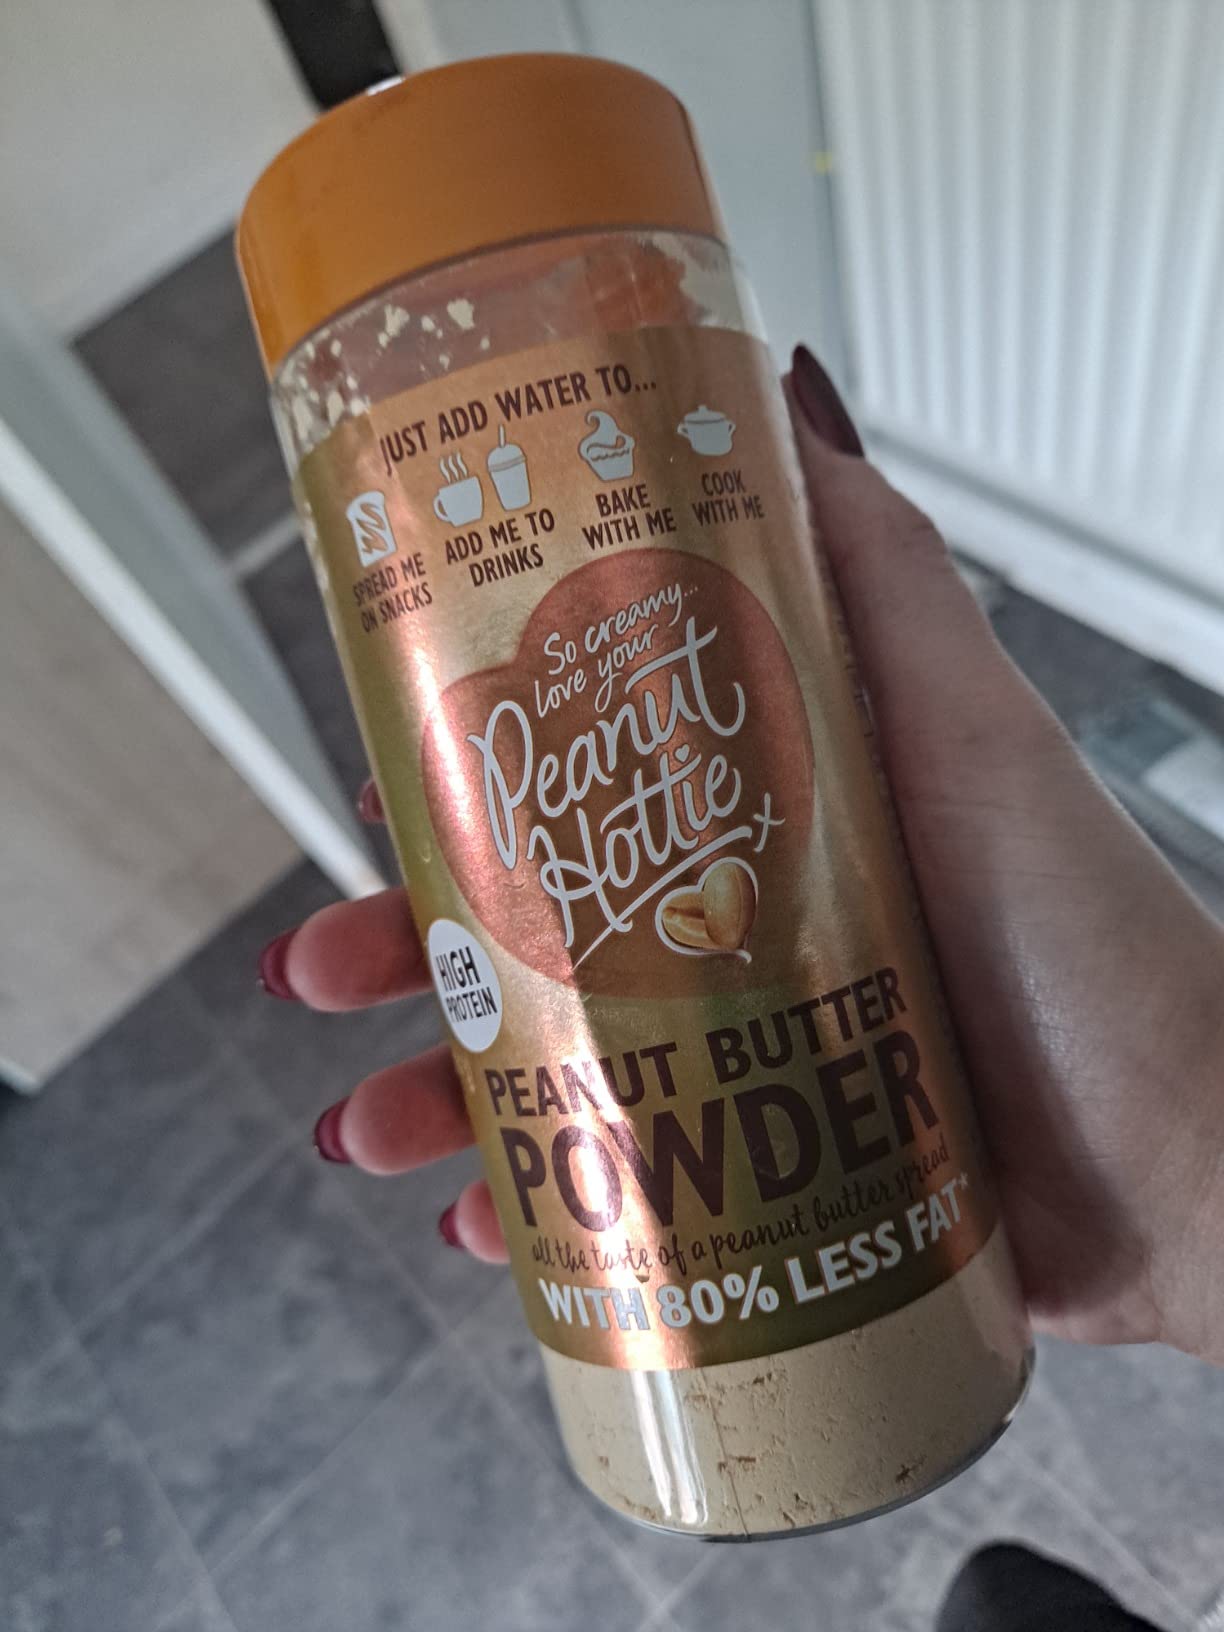 JUST ADD WATER TO...
SPREAD ME
ON SNACKS
ADD ME TO
DRINKS
BAKE
WITH ME
COOK
WITH ME
So creamy...
love your
Peanut
Hottie x
HIGH
PROTEIN
PEANUT BUTTER
POWDER
all the taste of a peanut butter spread
WITH 80% LESS FAT*